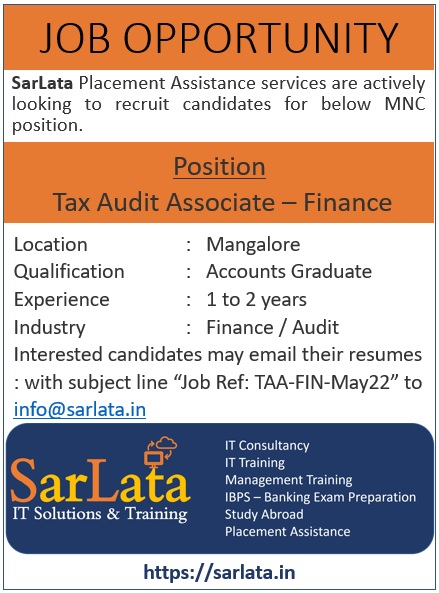 JOB OPPORTUNITY
SarLata Placement Assistance services are actively
looking to recruit candidates for below MNC
position.
Position
Tax Audit Associate – Finance
Location : Mangalore
Qualification : Accounts Graduate
Experience : 1 to 2 years
Industry : Finance / Audit
Interested candidates may email their resumes
: with subject line “Job Ref: TAA-FIN-May22” to
info@sarlata.in
SarLata
IT Solutions & Training
IT Consultancy
IT Training
Management Training
IBPS – Banking Exam Preparation
Study Abroad
Placement Assistance
https://sarlata.in